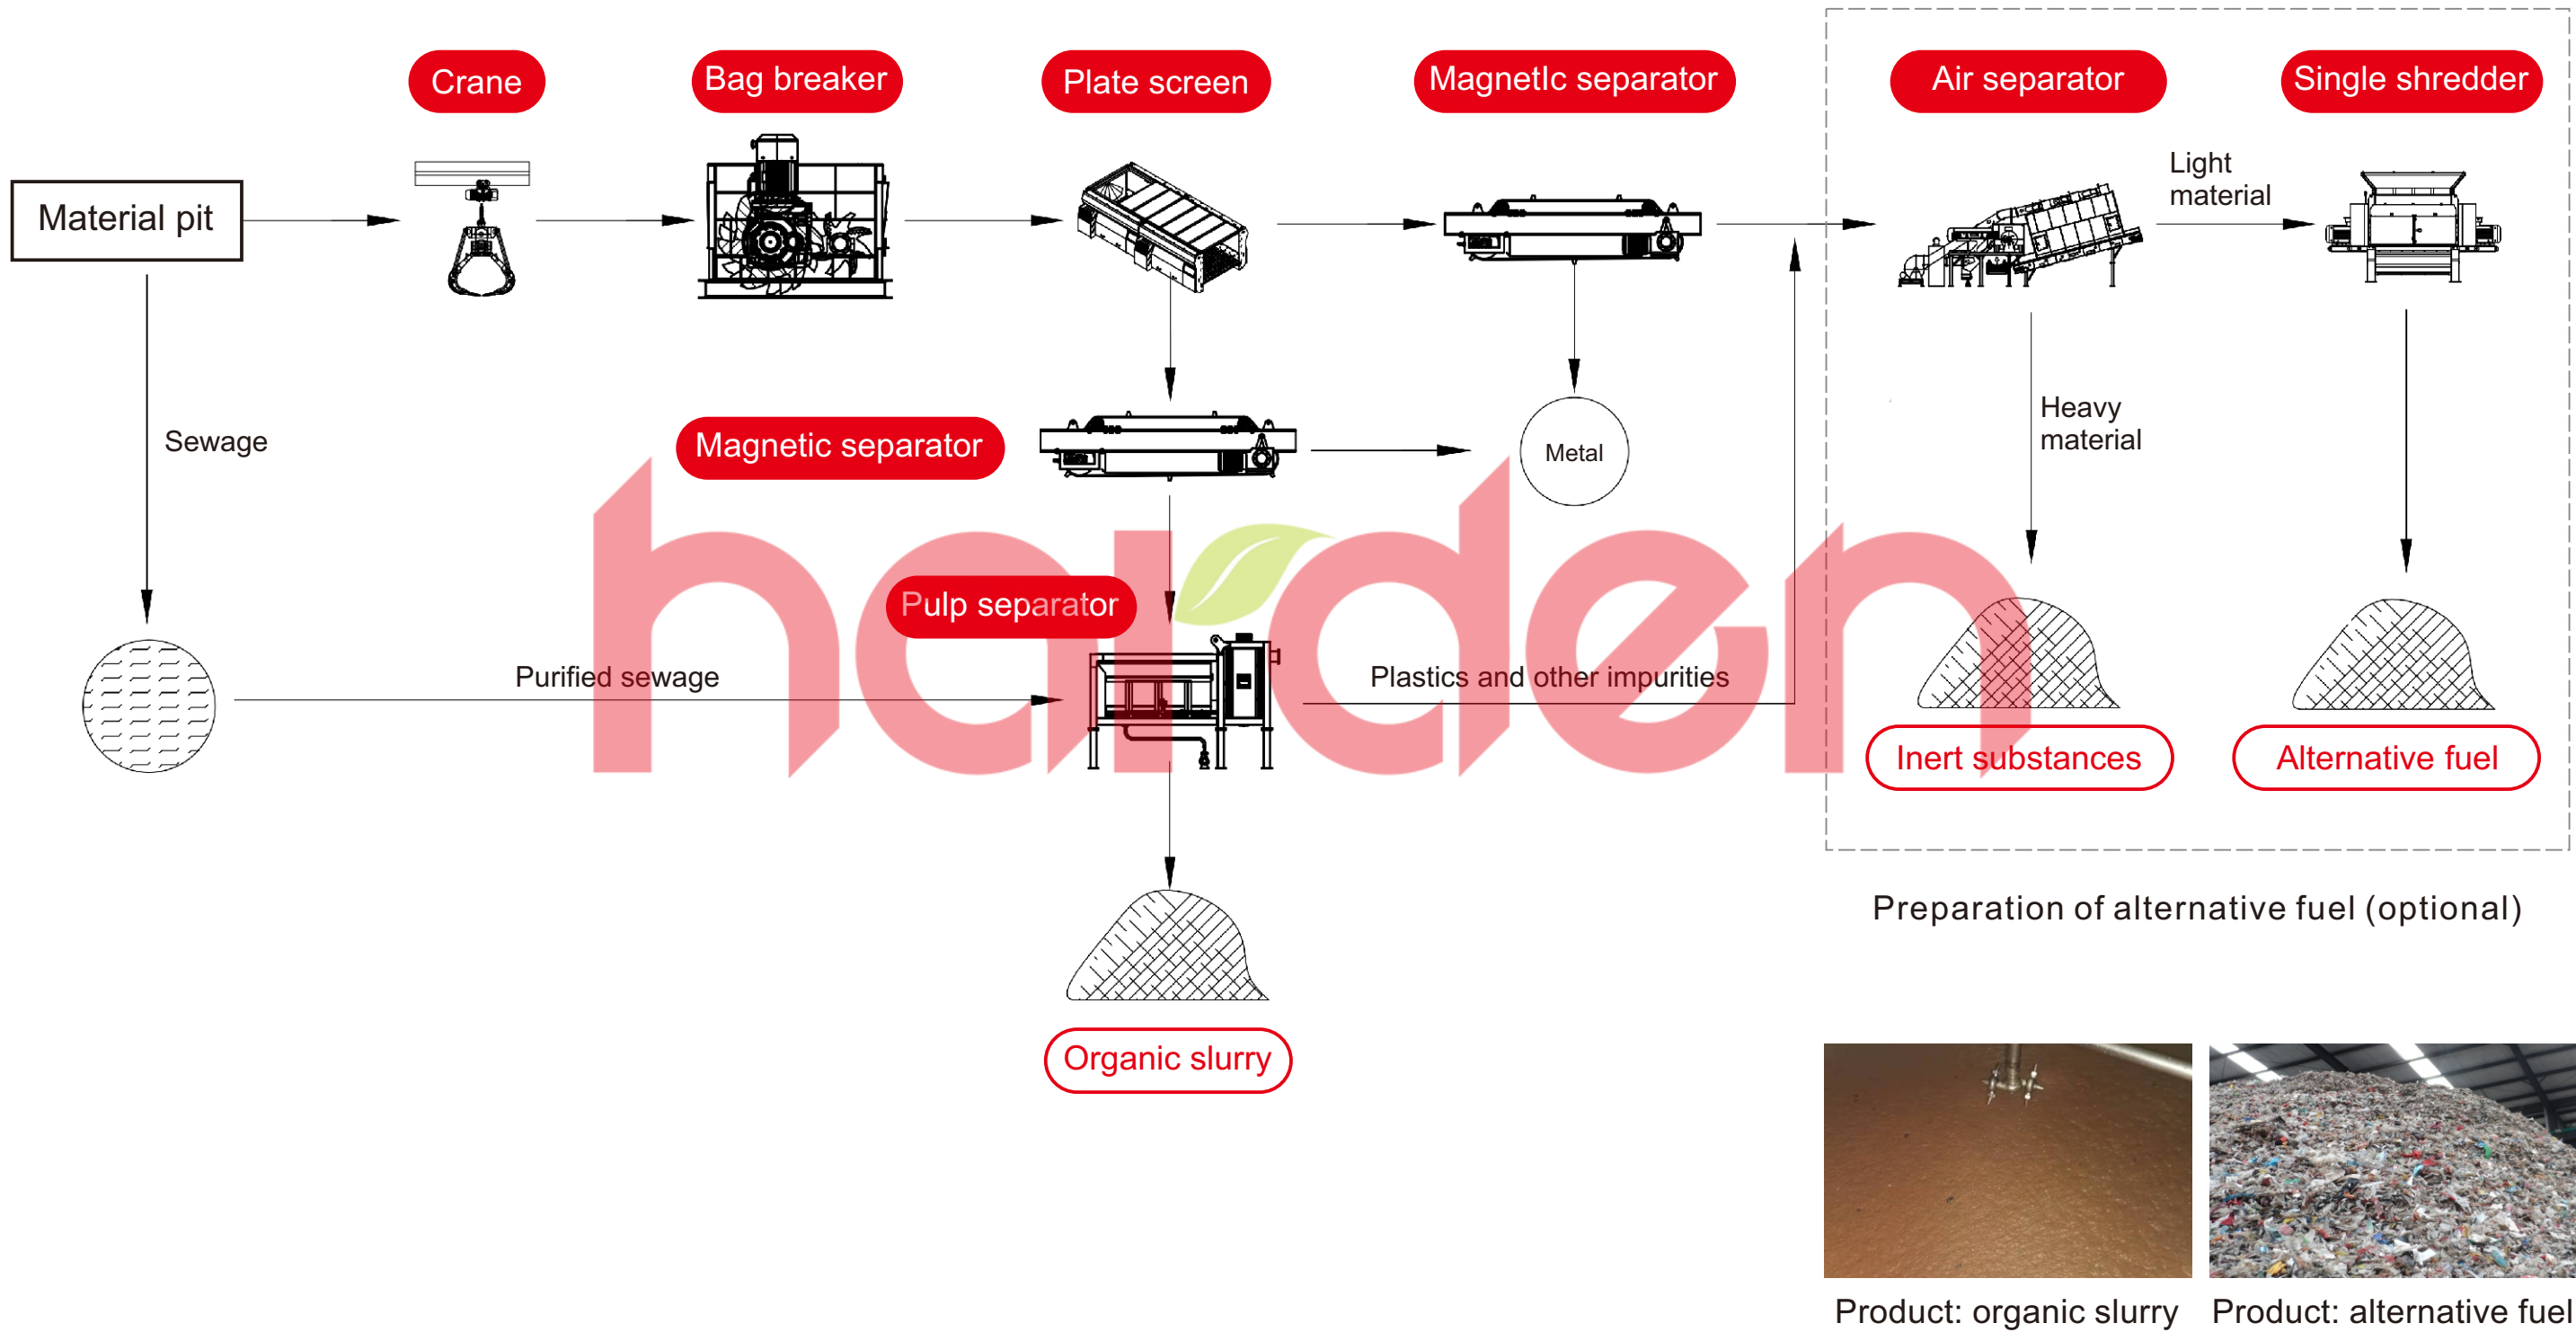 Crane
Bag breaker
Plate screen
MagnetIc separator
Air separator
Single shredder
Material pit
Light
material
Sewage
Magnetic separator
Metal
Heavy
material
Pulp separator
Purified sewage
Plastics and other impurities
harden
Inert substances
Alternative fuel
Preparation of alternative fuel (optional)
Organic slurry
Product: organic slurry
Product: alternative fuel